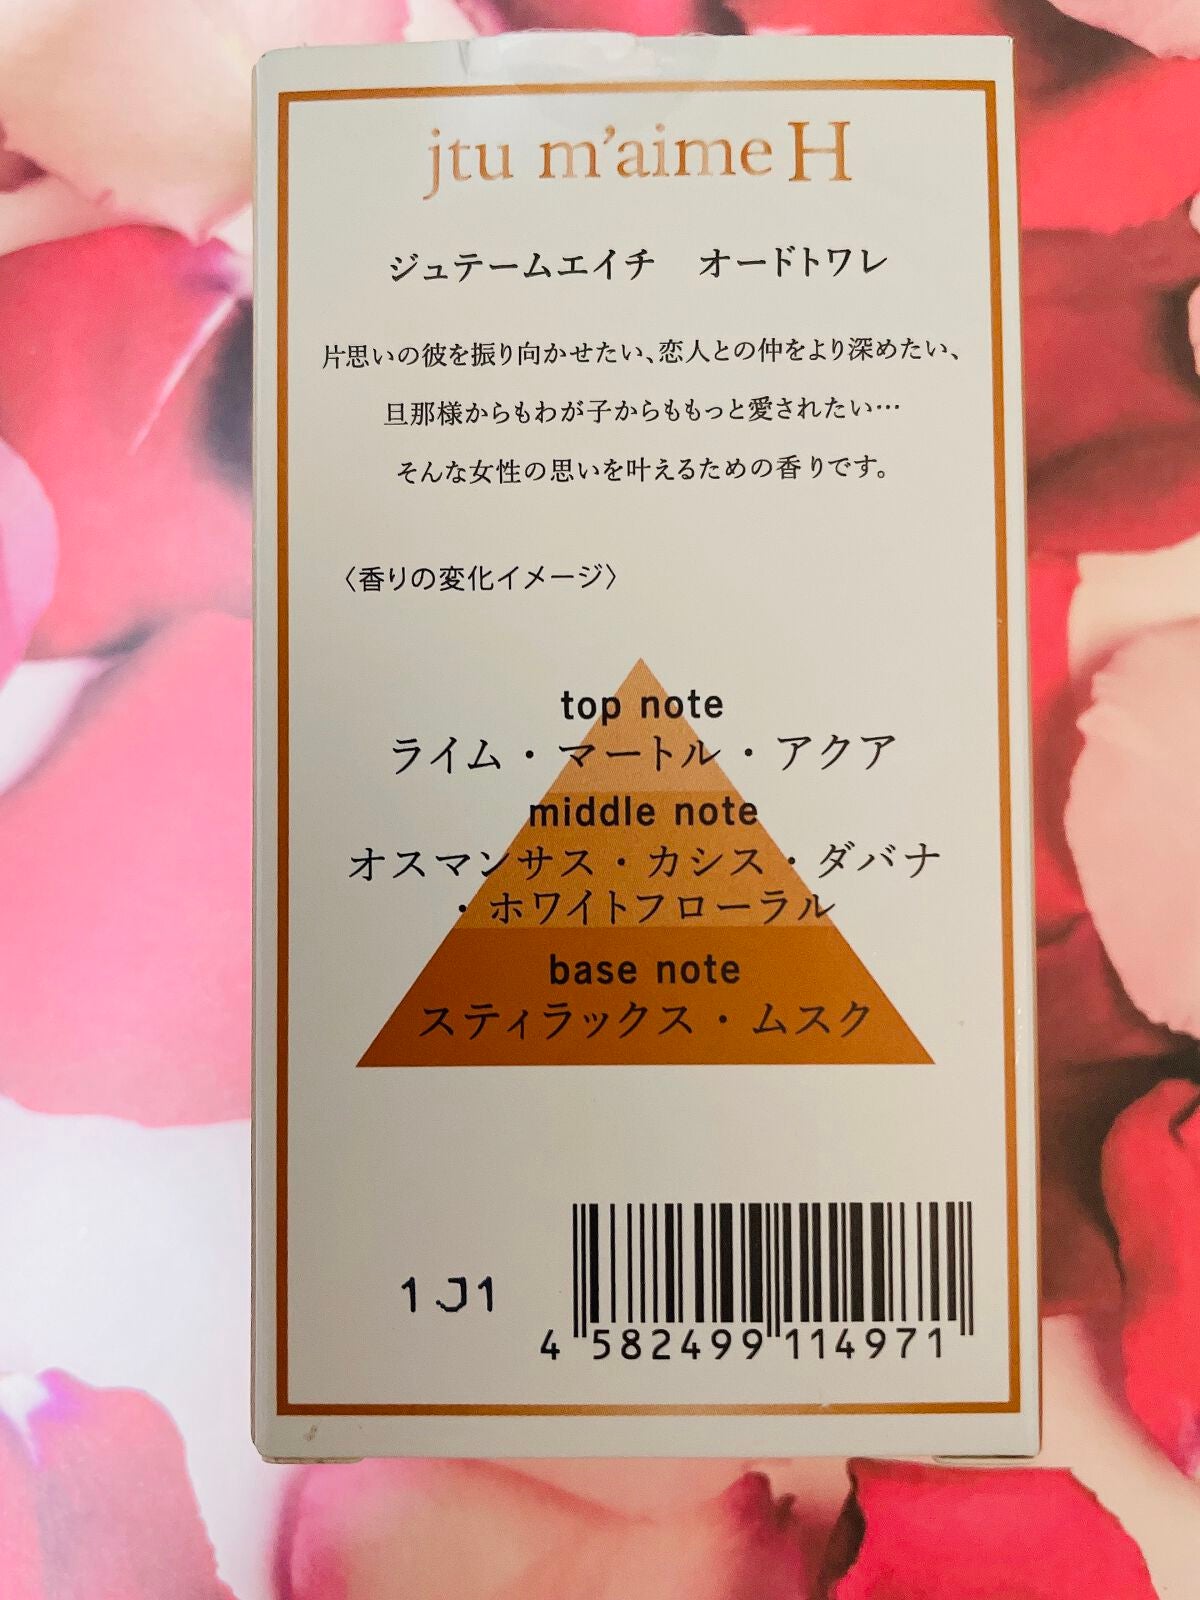 jtu m'aime H
ジュテームエイチ　オードトワレ
片思いの彼を振り向かせたい、恋人との仲をより深めたい、
旦那様からもわが子からももっと愛されたい…
そんな女性の思いを叶えるための香りです。
〈香りの変化イメージ〉
top note
ライム・マートル・アクア
middle note
オスマンサス・カシス・ダバナ
・ホワイトフローラル
base note
スティラックス・ムスク
1J1
4 582499 114971